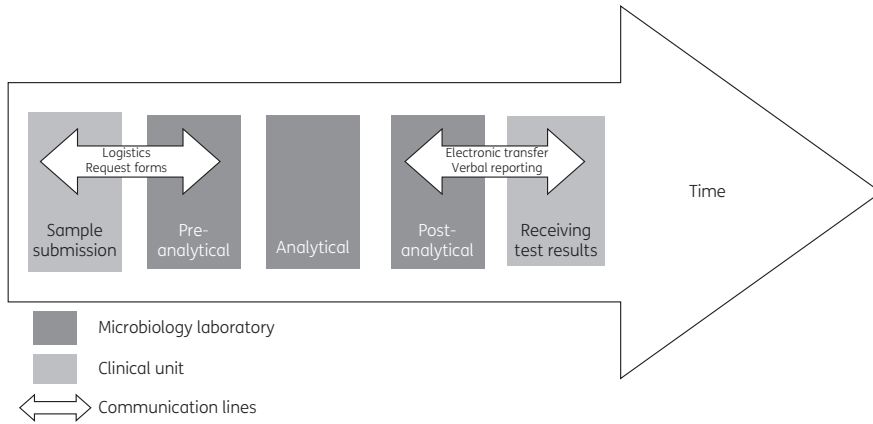 Logistics
Request forms
Electronic transfer
Verbal reporting
Sample
submission
Pre-
analytical
Analytical
Post-
analytical
Receiving
test results
Time
Microbiology laboratory
Clinical unit
Communication lines